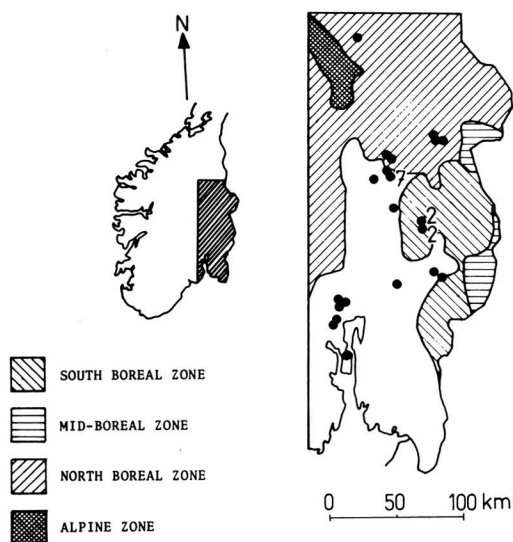 N
7
2
2
SOUTH BOREAL ZONE
MID-BOREAL ZONE
NORTH BOREAL ZONE
ALPINE ZONE
0 50 100 km